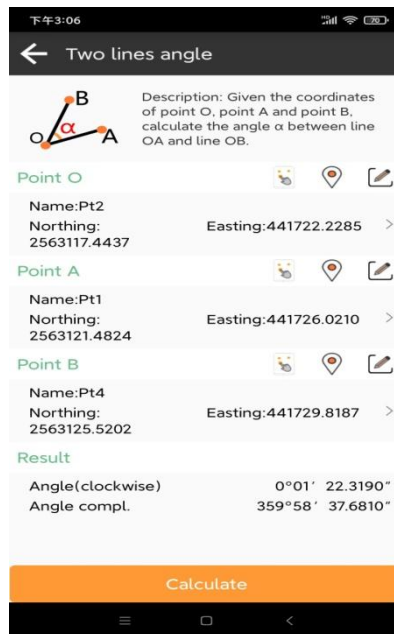 下午3:06
70
Two lines angle
B
α
O
A
Description: Given the coordinates
of point O, point A and point B,
calculate the angle α between line
OA and line OB.
Point O
Name:Pt2
Northing: Easting:441722.2285
2563117.4437
Point A
Name:Pt1
Northing: Easting:441726.0210
2563121.4824
Point B
Name:Pt4
Northing: Easting:441729.8187
2563125.5202
Result
Angle(clockwise) 0°01′ 22.3190″
Angle compl. 359°58′ 37.6810″
Calculate